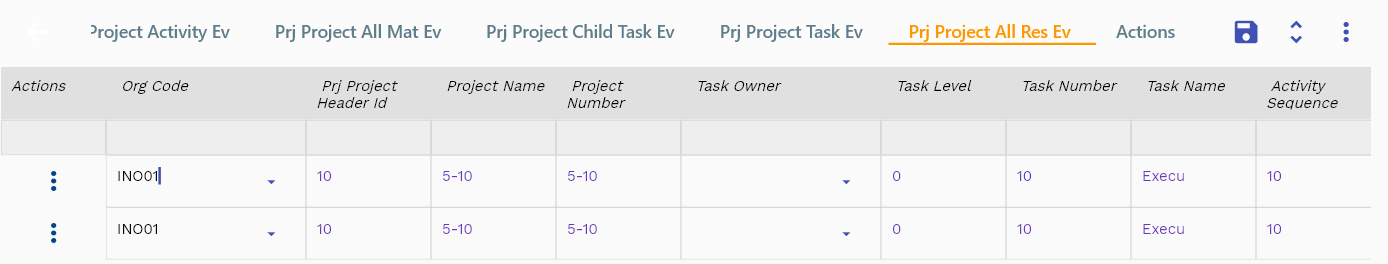 Project Activity Ev Prj Project All Mat Ev Prj Project Child Task Ev Prj Project Task Ev Prj Project All Res Ev Actions
Actions Org Code Prj Project Header Id Project Name Project Number Task Owner Task Level Task Number Task Name Activity Sequence
INO01 10 5-10 5-10 0 10 Execu 10
INO01 10 5-10 5-10 0 10 Execu 10